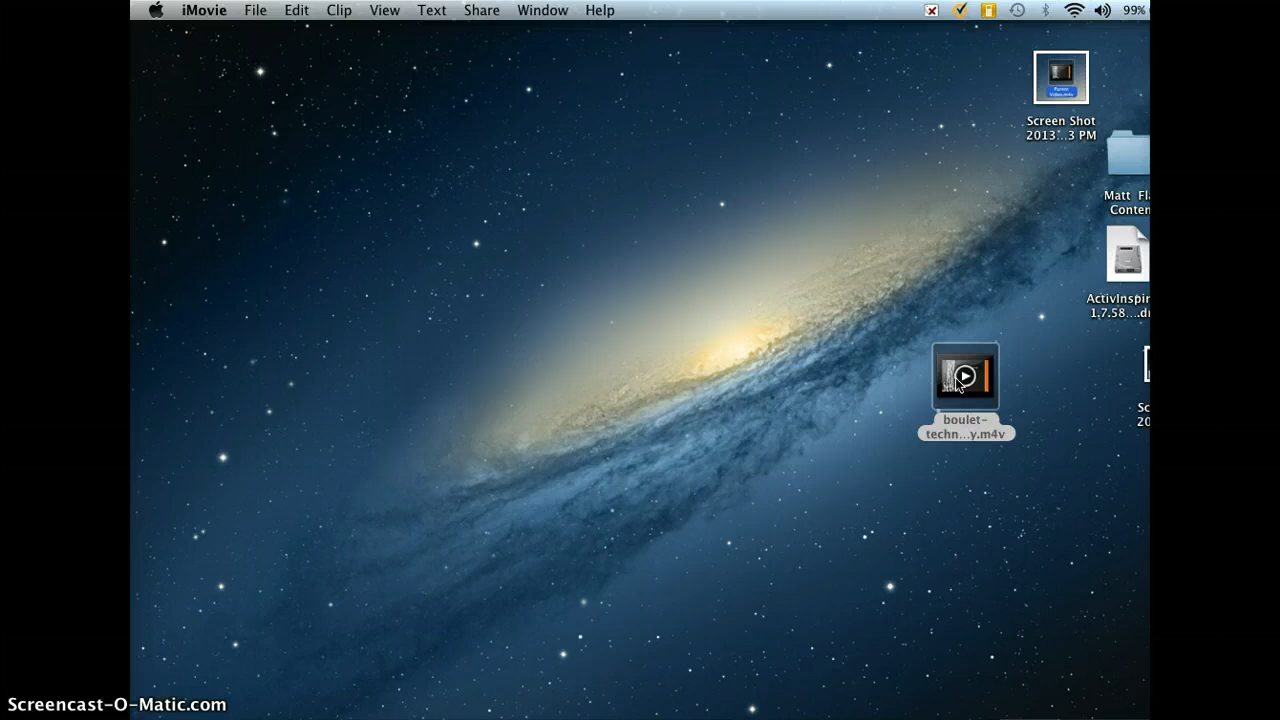 iMovie File Edit Clip View Text Share Window Help 99%
Screen Shot
2013...3 PM
Matt Fla
Conten
ActivInspir
1.7.58....d
boulet-
techn...y.m4v
Sc
20
Screencast-O-Matic.com